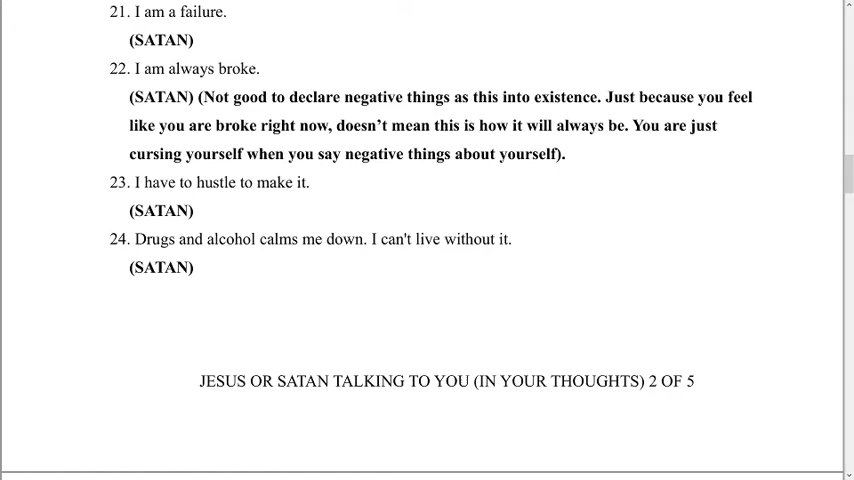 21. I am a failure.
(SATAN)
22. I am always broke.
(SATAN) (Not good to declare negative things as this into existence. Just because you feel
like you are broke right now, doesn’t mean this is how it will always be. You are just
cursing yourself when you say negative things about yourself).
23. I have to hustle to make it.
(SATAN)
24. Drugs and alcohol calms me down. I can't live without it.
(SATAN)
JESUS OR SATAN TALKING TO YOU (IN YOUR THOUGHTS) 2 OF 5